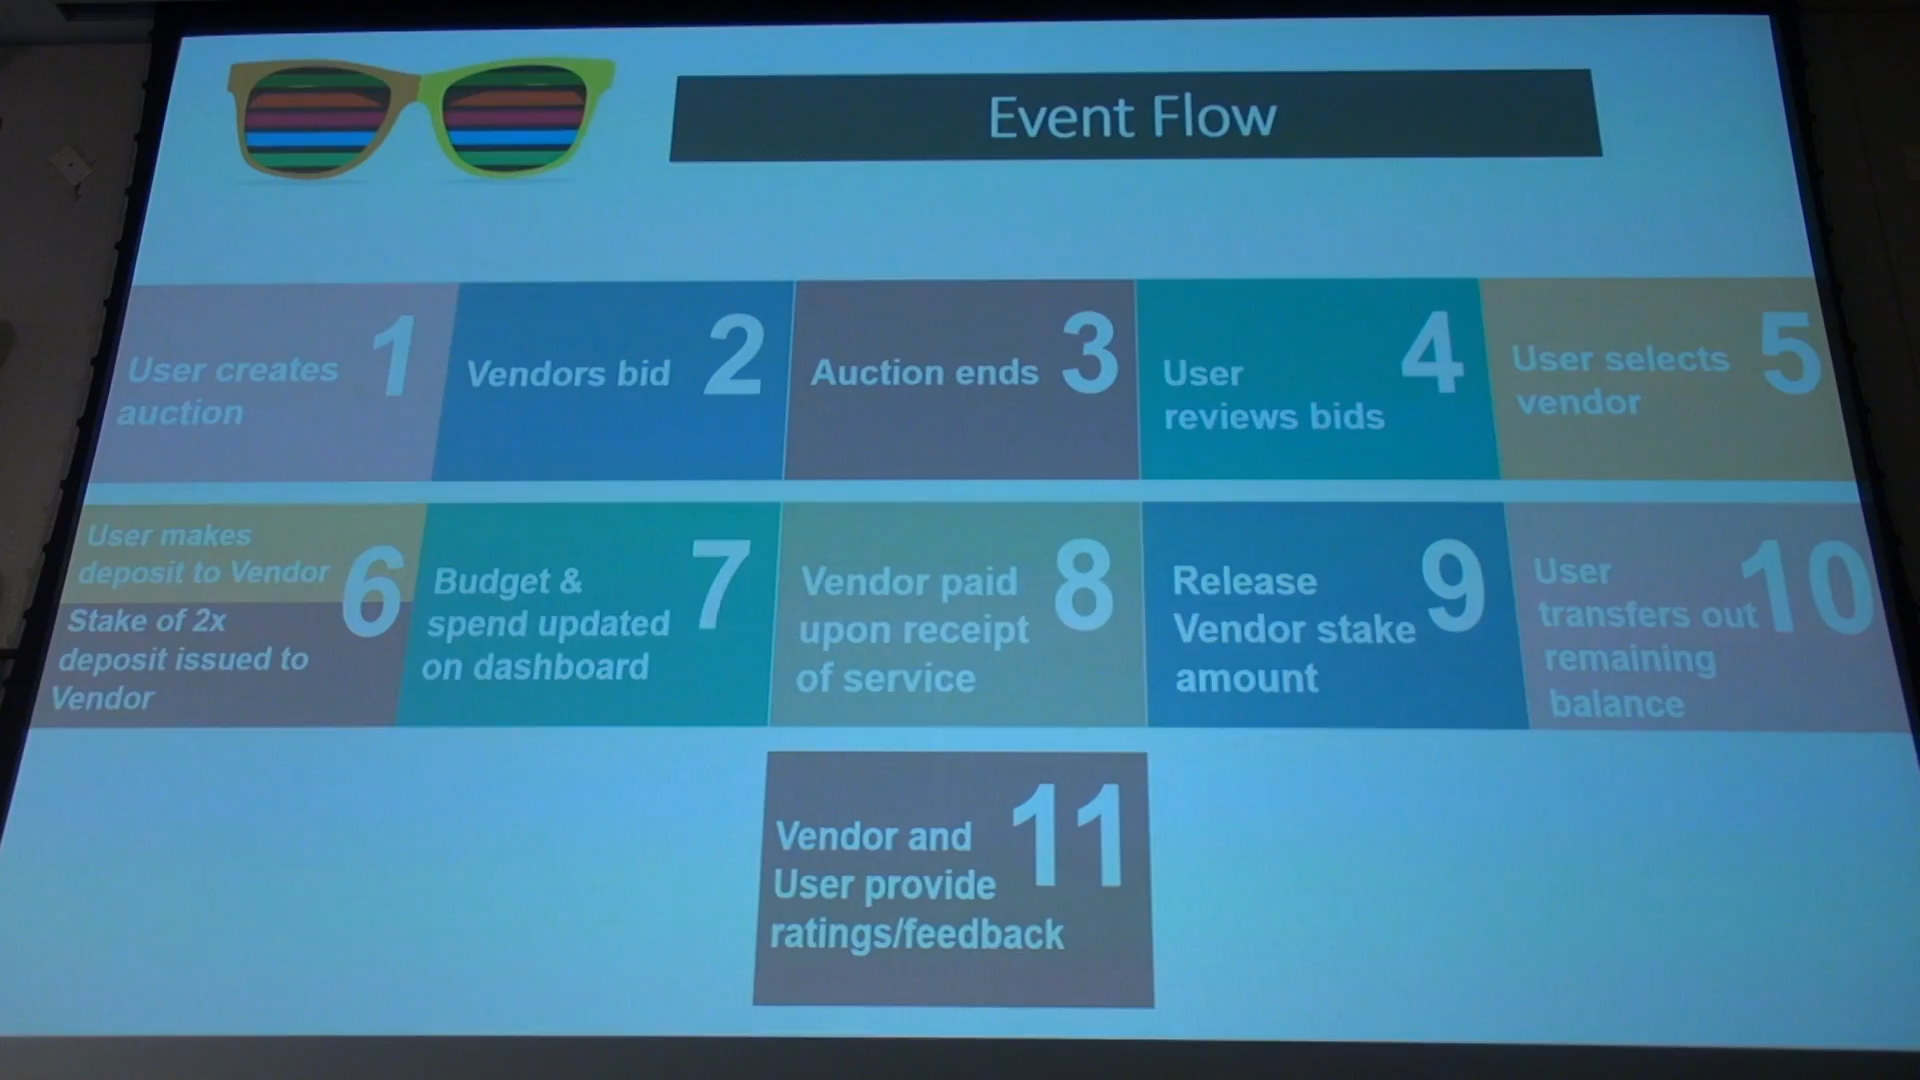 Event Flow
User creates
auction
1
Vendors bid
2
Auction ends
3
User
reviews bids
4
User selects
vendor
5
User makes
deposit to Vendor
Stake of 2x
deposit issued to
Vendor
6
Budget &
spend updated
on dashboard
7
Vendor paid
upon receipt
of service
8
Release
Vendor stake
amount
9
User
transfers out
remaining
balance
10
Vendor and
User provide
ratings/feedback
11